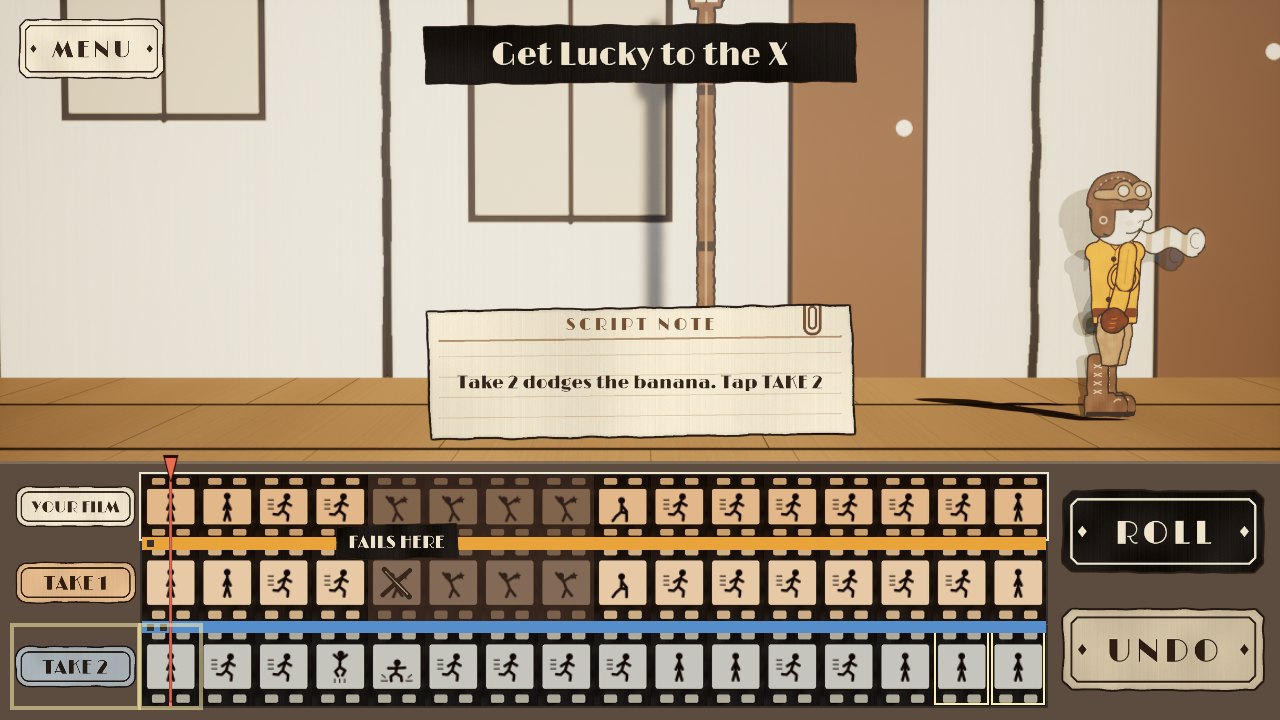 MENU
Get Lucky to the X
SCRIPT NOTE
Take 2 dodges the banana. Tap TAKE 2
YOUR FILM
FAILS HERE
TAKE 1
TAKE 2
ROLL
UNDO